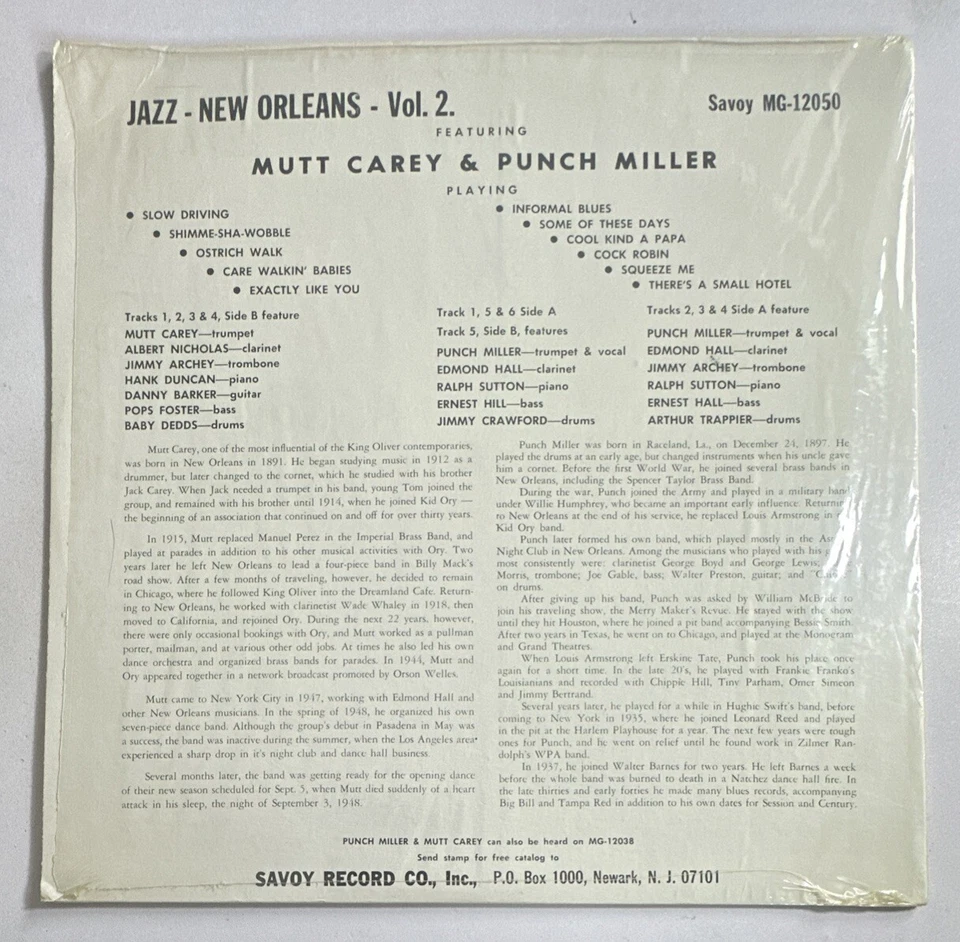 JAZZ - NEW ORLEANS - Vol. 2.
Savoy MG-12050
FEATURING
MUTT CAREY & PUNCH MILLER
PLAYING
• SLOW DRIVING
• SHIMME-SHA-WOBBLE
• OSTRICH WALK
• CARE WALKIN' BABIES
• EXACTLY LIKE YOU
• INFORMAL BLUES
• SOME OF THESE DAYS
• COOL KIND A PAPA
• COCK ROBIN
• SQUEEZE ME
• THERE'S A SMALL HOTEL
Tracks 1, 2, 3 & 4, Side B feature
MUTT CAREY—trumpet
ALBERT NICHOLAS—clarinet
JIMMY ARCHEY—trombone
HANK DUNCAN—piano
DANNY BARKER—guitar
POPS FOSTER—bass
BABY DEDDS—drums
Track 1, 5 & 6 Side A
Track 5, Side B, features
PUNCH MILLER—trumpet & vocal
EDMOND HALL—clarinet
RALPH SUTTON—piano
ERNEST HILL—bass
JIMMY CRAWFORD—drums
Tracks 2, 3 & 4 Side A feature
PUNCH MILLER—trumpet & vocal
EDMOND HALL—clarinet
JIMMY ARCHEY—trombone
RALPH SUTTON—piano
ERNEST HALL—bass
ARTHUR TRAPPIER—drums
Mutt Carey, one of the most influential of the King Oliver contemporaries,
was born in New Orleans in 1891. He began studying music in 1912 as a
drummer, but later changed to the cornet, which he studied with his brother
Jack Carey. When Jack needed a trumpet in his band, young Tom joined the
group, and remained with his brother until 1914, when he joined Kid Ory —
the beginning of an association that continued on and off for over thirty years.
In 1915, Mutt replaced Manuel Perez in the Imperial Brass Band, and
played at parades in addition to his other musical activities with Ory. Two
years later he left New Orleans to lead a four-piece band in Billy Mack's
road show. After a few months of traveling, however, he decided to remain
in Chicago, where he followed King Oliver into the Dreamland Cafe. Return-
ing to New Orleans, he worked with clarinetist Wade Whaley in 1918, then
moved to California, and rejoined Ory. During the next 22 years, however,
there were only occasional bookings with Ory, and Mutt worked as a pullman
porter, mailman, and at various other odd jobs. At times he also led his own
dance orchestra and organized brass bands for parades. In 1944, Mutt and
Ory appeared together in a network broadcast promored by Orson Welles.
Mutt came to New York City in 1947, working with Edmond Hall and
other New Orleans musicians. In the spring of 1948, he organized his own
seven-piece dance band. Although the group's debut in Pasadena in May was
a success, the band was inactive during the summer, when the Los Angeles area
experienced a sharp drop in it's night club and dance hall business.
Several months later, the band was getting ready for the opening dance
of their new season scheduled for Sept. 5, when Mutt died suddenly of a heart
attack in his sleep, the night of September 3, 1948.
Punch Miller was born in Raceland, La., on December 24, 1897. He
played the drums at an early age, but changed instruments when his uncle gave
him a cornet. Before the first World War, he joined several brass bands in
New Orleans, including the Spencer Taylor Brass Band.
During the war, Punch joined the Army and played in a military band
under Willie Humphrey, who became an important early influence.
to New Orleans at the end of his service, he replaced Louis Armstrong in
Kid Ory band.
Punch later formed his own band, which played mostly in the
Night Club in New Orleans. Among the musicians who played with his
most consistently were: clarinetist George Boyd and George Lewis;
Morris, trombone; Joe Gable, bass; Walter Preston, guitar; and
on drums.
After giving up his band, Punch was asked by William McBride to
join his traveling show, the Merry Maker's Revue. He stayed with the show
until they hit Houston, where he joined a pit band accompanying Bessie Smith.
After two years in Texas, he went on to Chicago, and played at the Monogram
and Grand Theatres.
When Louis Armstrong left Erskine Tate, Punch took his place once
again for a short time. In the late 20's, he played with Frankie Franko's
Louisianians and recorded with Chippie Hill, Tiny Parham, Omer Simeon
and Jimmy Bertrand.
Several years later, he played for a while in Hughie Swift's band, before
coming to New York in 1935, where he joined Leonard Reed and played
in the pit at the Harlem Playhouse for a year. The next few years were tough
ones for Punch, and he went on relief until he found work in Zilmer Ran-
dolph's WPA band.
In 1937, he joined Walter Barnes for two years. He left Barnes a week
before the whole band was burned to death in a Natchez dance hall fire. In
the late thirties and early forties he made many blues records, accompanying
Big Bill and Tampa Red in addition to his own dates for Session and Century.
PUNCH MILLER & MUTT CAREY can also be heard on MG-12038
Send stamp for free catalog to
SAVOY RECORD CO., Inc., P.O. Box 1000, Newark, N. J. 07101